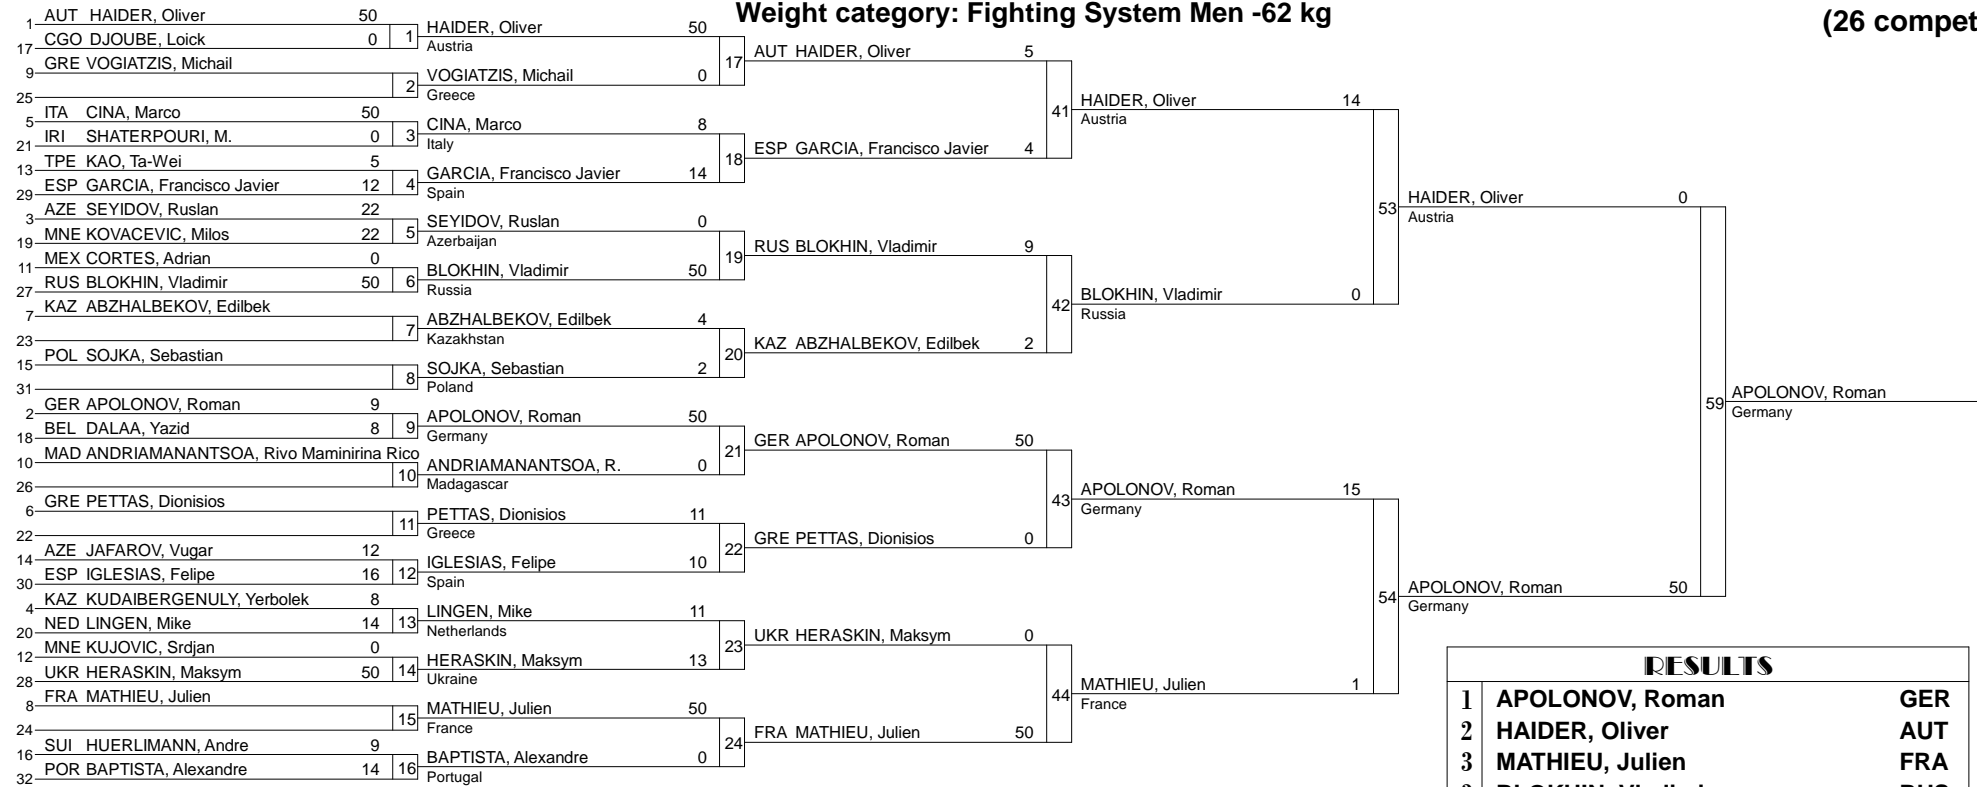 Weight category: Fighting System Men -62 kg
(26 compet
1 AUT HAIDER, Oliver 50
17 CGO DJOUBE, Loick 0
1
9 GRE VOGIATZIS, Michail
25
2
5 ITA CINA, Marco 50
21 IRI SHATERPOURI, M. 0
3
13 TPE KAO, Ta-Wei 5
29 ESP GARCIA, Francisco Javier 12
4
3 AZE SEYIDOV, Ruslan 22
19 MNE KOVACEVIC, Milos 22
5
11 MEX CORTES, Adrian 0
27 RUS BLOKHIN, Vladimir 50
6
7 KAZ ABZHALBEKOV, Edilbek
23
7
15 POL SOJKA, Sebastian
31
8
2 GER APOLONOV, Roman 9
18 BEL DALAA, Yazid 8
9
10 MAD ANDRIAMANANTSOA, Rivo Maminirina Rico
26
10
6 GRE PETTAS, Dionisios
22
11
14 AZE JAFAROV, Vugar 12
30 ESP IGLESIAS, Felipe 16
12
4 KAZ KUDAIBERGENULY, Yerbolek 8
20 NED LINGEN, Mike 14
13
12 MNE KUJOVIC, Srdjan 0
28 UKR HERASKIN, Maksym 50
14
8 FRA MATHIEU, Julien
24
15
16 SUI HUERLIMANN, Andre 9
32 POR BAPTISTA, Alexandre 14
16
HAIDER, Oliver 50
Austria
17
VOGIATZIS, Michail 0
Greece
CINA, Marco 8
Italy
18
GARCIA, Francisco Javier 14
Spain
SEYIDOV, Ruslan 0
Azerbaijan
19
BLOKHIN, Vladimir 50
Russia
ABZHALBEKOV, Edilbek 4
Kazakhstan
20
SOJKA, Sebastian 2
Poland
APOLONOV, Roman 50
Germany
21
ANDRIAMANANTSOA, R. 0
Madagascar
PETTAS, Dionisios 11
Greece
22
IGLESIAS, Felipe 10
Spain
LINGEN, Mike 11
Netherlands
23
HERASKIN, Maksym 13
Ukraine
MATHIEU, Julien 50
France
24
BAPTISTA, Alexandre 0
Portugal
AUT HAIDER, Oliver 5
41
ESP GARCIA, Francisco Javier 4
RUS BLOKHIN, Vladimir 9
42
KAZ ABZHALBEKOV, Edilbek 2
GER APOLONOV, Roman 50
43
GRE PETTAS, Dionisios 0
UKR HERASKIN, Maksym 0
44
FRA MATHIEU, Julien 50
HAIDER, Oliver 14
Austria
53
BLOKHIN, Vladimir 0
Russia
APOLONOV, Roman 15
Germany
54
MATHIEU, Julien 1
France
HAIDER, Oliver 0
Austria
59
APOLONOV, Roman 50
Germany
APOLONOV, Roman
Germany
RESULTS
1 APOLONOV, Roman GER
2 HAIDER, Oliver AUT
3 MATHIEU, Julien FRA